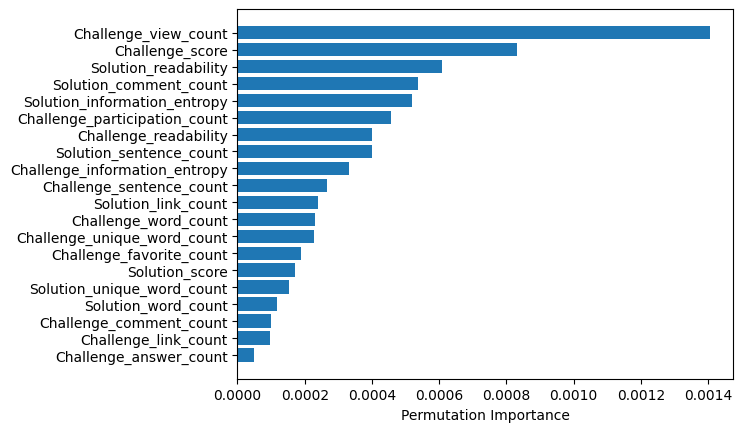 Challenge_view_count
Challenge_score
Solution_readability
Solution_comment_count
Solution_information_entropy
Challenge_participation_count
Challenge_readability
Solution_sentence_count
Challenge_information_entropy
Challenge_sentence_count
Solution_link_count
Challenge_word_count
Challenge_unique_word_count
Challenge_favorite_count
Solution_score
Solution_unique_word_count
Solution_word_count
Challenge_comment_count
Challenge_link_count
Challenge_answer_count
0.0000 0.0002 0.0004 0.0006 0.0008 0.0010 0.0012 0.0014
Permutation Importance